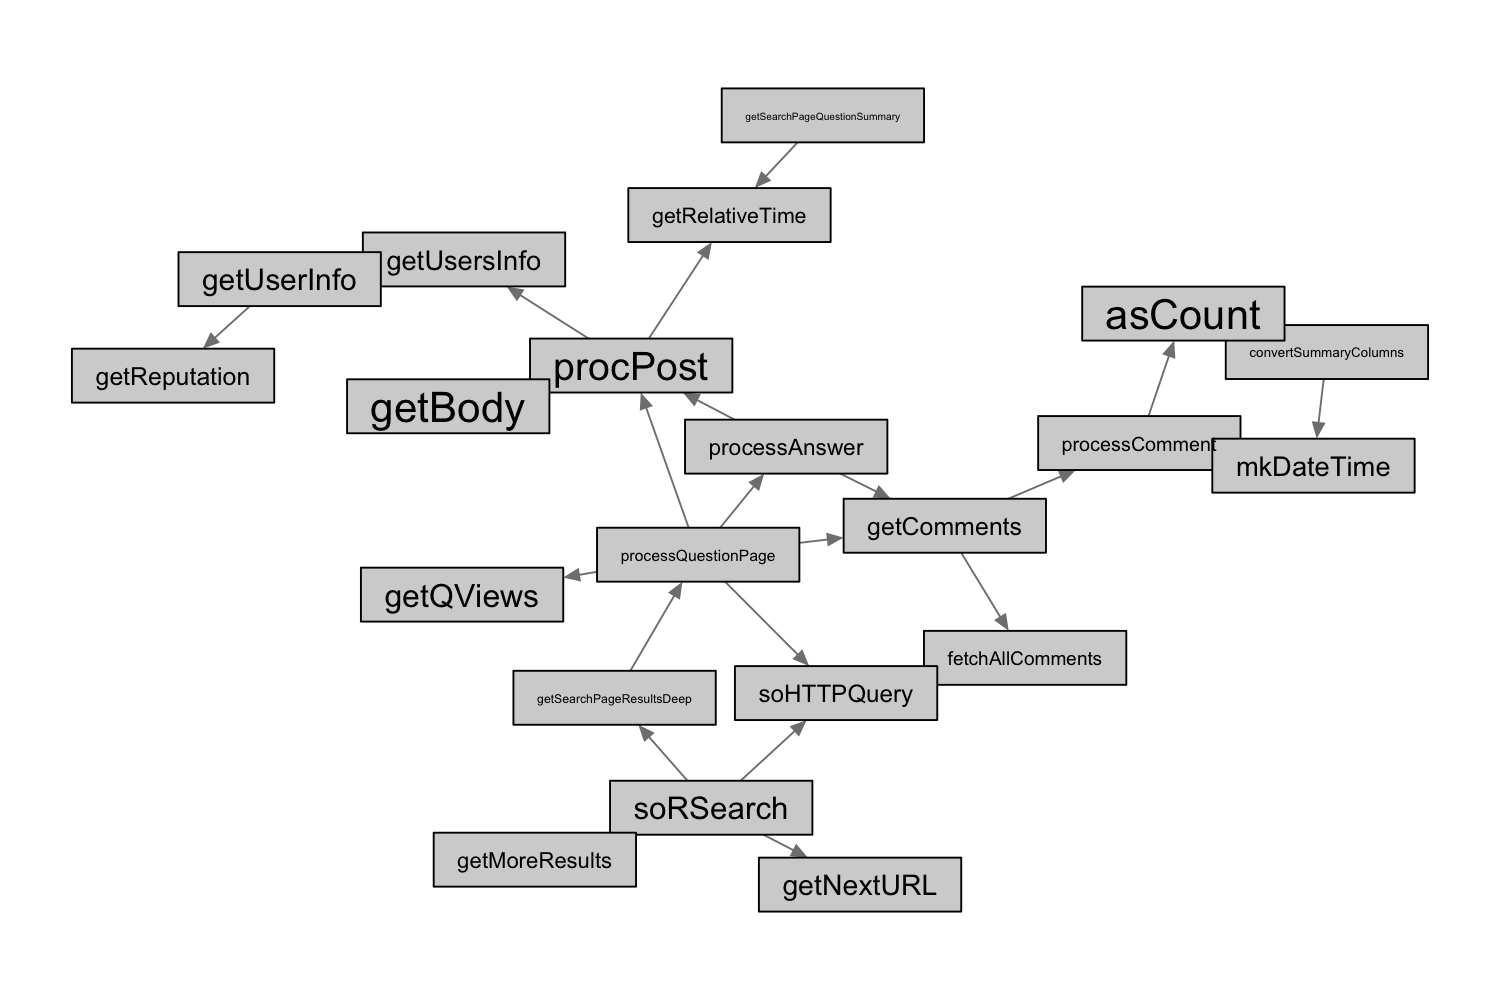 getSearchPageQuestionSummary
getRelativeTime
getUsersInfo
getUserInfo
asCount
convertSummaryColumns
procPost
getReputation
getBody
processAnswer
processComment
mkDateTime
getComments
processQuestionPage
getQViews
fetchAllComments
getSearchPageResultsDeep
soHTTPQuery
soRSearch
getMoreResults
getNextURL